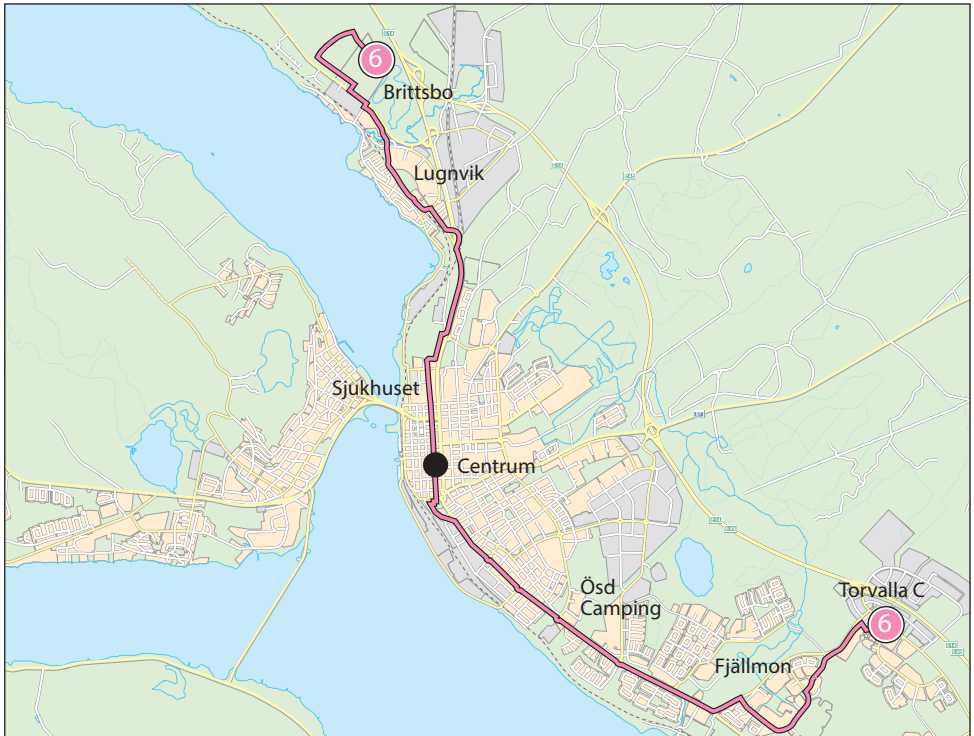 6
Brittsbo
Lugnvik
Sjukhuset
Centrum
Ösd
Camping
Torvalla C
6
Fjällmon